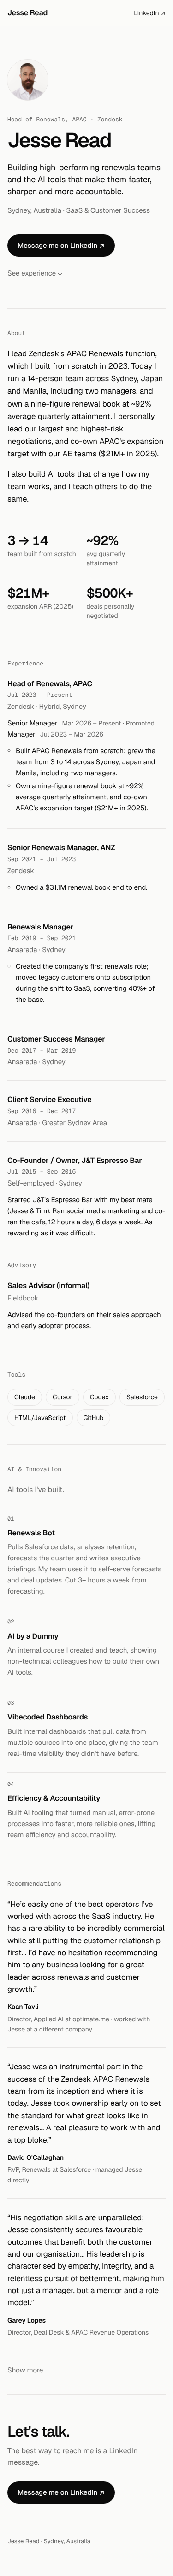 Jesse Read
LinkedIn ↗
Head of Renewals, APAC · Zendesk
Jesse Read
Building high-performing renewals teams
and the AI tools that make them faster,
sharper, and more accountable.
Sydney, Australia · SaaS & Customer Success
Message me on LinkedIn ↗
See experience ↓
About
I lead Zendesk's APAC Renewals function,
which I built from scratch in 2023. Today I
run a 14-person team across Sydney, Japan
and Manila, including two managers, and
own a nine-figure renewal book at ~92%
average quarterly attainment. I personally
lead our largest and highest-risk
negotiations, and co-own APAC's expansion
target with our AE teams ($21M+ in 2025).
I also build AI tools that change how my
team works, and I teach others to do the
same.
3 → 14
team built from scratch
~92%
avg quarterly
attainment
$21M+
expansion ARR (2025)
$500K+
deals personally
negotiated
Experience
Head of Renewals, APAC
Jul 2023 – Present
Zendesk · Hybrid, Sydney
Senior Manager Mar 2026 – Present · Promoted
Manager Jul 2023 – Mar 2026
Built APAC Renewals from scratch: grew the
team from 3 to 14 across Sydney, Japan and
Manila, including two managers.
Own a nine-figure renewal book at ~92%
average quarterly attainment, and co-own
APAC's expansion target ($21M+ in 2025).
Senior Renewals Manager, ANZ
Sep 2021 – Jul 2023
Zendesk
Owned a $31.1M renewal book end to end.
Renewals Manager
Feb 2019 – Sep 2021
Ansarada · Sydney
Created the company's first renewals role;
moved legacy customers onto subscription
during the shift to SaaS, converting 40%+ of
the base.
Customer Success Manager
Dec 2017 – Mar 2019
Ansarada · Sydney
Client Service Executive
Sep 2016 – Dec 2017
Ansarada · Greater Sydney Area
Co-Founder / Owner, J&T Espresso Bar
Jul 2015 – Sep 2016
Self-employed · Sydney
Started J&T's Espresso Bar with my best mate
(Jesse & Tim). Ran social media marketing and co-
ran the cafe, 12 hours a day, 6 days a week. As
rewarding as it was difficult.
Advisory
Sales Advisor (informal)
Fieldbook
Advised the co-founders on their sales approach
and early adopter process.
Tools
Claude
Cursor
Codex
Salesforce
HTML/JavaScript
GitHub
AI & Innovation
AI tools I've built.
01
Renewals Bot
Pulls Salesforce data, analyses retention,
forecasts the quarter and writes executive
briefings. My team uses it to self-serve forecasts
and deal updates. Cut 3+ hours a week from
forecasting.
02
AI by a Dummy
An internal course I created and teach, showing
non-technical colleagues how to build their own
AI tools.
03
Vibecoded Dashboards
Built internal dashboards that pull data from
multiple sources into one place, giving the team
real-time visibility they didn't have before.
04
Efficiency & Accountability
Built AI tooling that turned manual, error-prone
processes into faster, more reliable ones, lifting
team efficiency and accountability.
Recommendations
"He's easily one of the best operators I've
worked with across the SaaS industry. He
has a rare ability to be incredibly commercial
while still putting the customer relationship
first... I'd have no hesitation recommending
him to any business looking for a great
leader across renewals and customer
growth."
Kaan Tavli
Director, Applied AI at optimate.me · worked with
Jesse at a different company
"Jesse was an instrumental part in the
success of the Zendesk APAC Renewals
team from its inception and where it is
today. Jesse took ownership early on to set
the standard for what great looks like in
renewals... A real pleasure to work with and
a top bloke."
David O'Callaghan
RVP, Renewals at Salesforce · managed Jesse
directly
"His negotiation skills are unparalleled;
Jesse consistently secures favourable
outcomes that benefit both the customer
and our organisation... His leadership is
characterised by empathy, integrity, and a
relentless pursuit of betterment, making him
not just a manager, but a mentor and a role
model."
Garey Lopes
Director, Deal Desk & APAC Revenue Operations
Show more
Let's talk.
The best way to reach me is a LinkedIn
message.
Message me on LinkedIn ↗
Jesse Read · Sydney, Australia